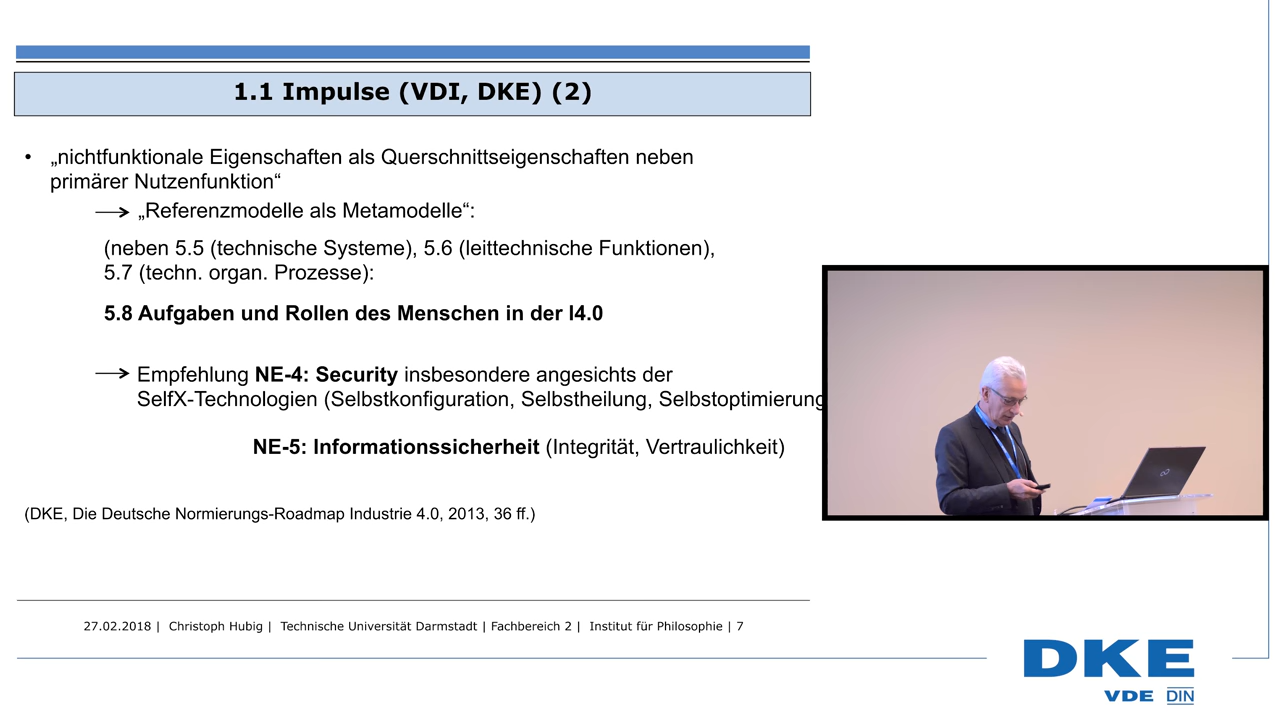 1.1 Impulse (VDI, DKE) (2)
• „nichtfunktionale Eigenschaften als Querschnittseigenschaften neben
primärer Nutzenfunktion“
„Referenzmodelle als Metamodelle“:
(neben 5.5 (technische Systeme), 5.6 (leittechnische Funktionen),
5.7 (techn. organ. Prozesse):
5.8 Aufgaben und Rollen des Menschen in der I4.0
Empfehlung NE-4: Security insbesondere angesichts der
SelfX-Technologien (Selbstkonfiguration, Selbstheilung, Selbstoptimierung
NE-5: Informationssicherheit (Integrität, Vertraulichkeit)
(DKE, Die Deutsche Normierungs-Roadmap Industrie 4.0, 2013, 36 ff.)
27.02.2018 | Christoph Hubig | Technische Universität Darmstadt | Fachbereich 2 | Institut für Philosophie | 7
DKE
VDE DIN